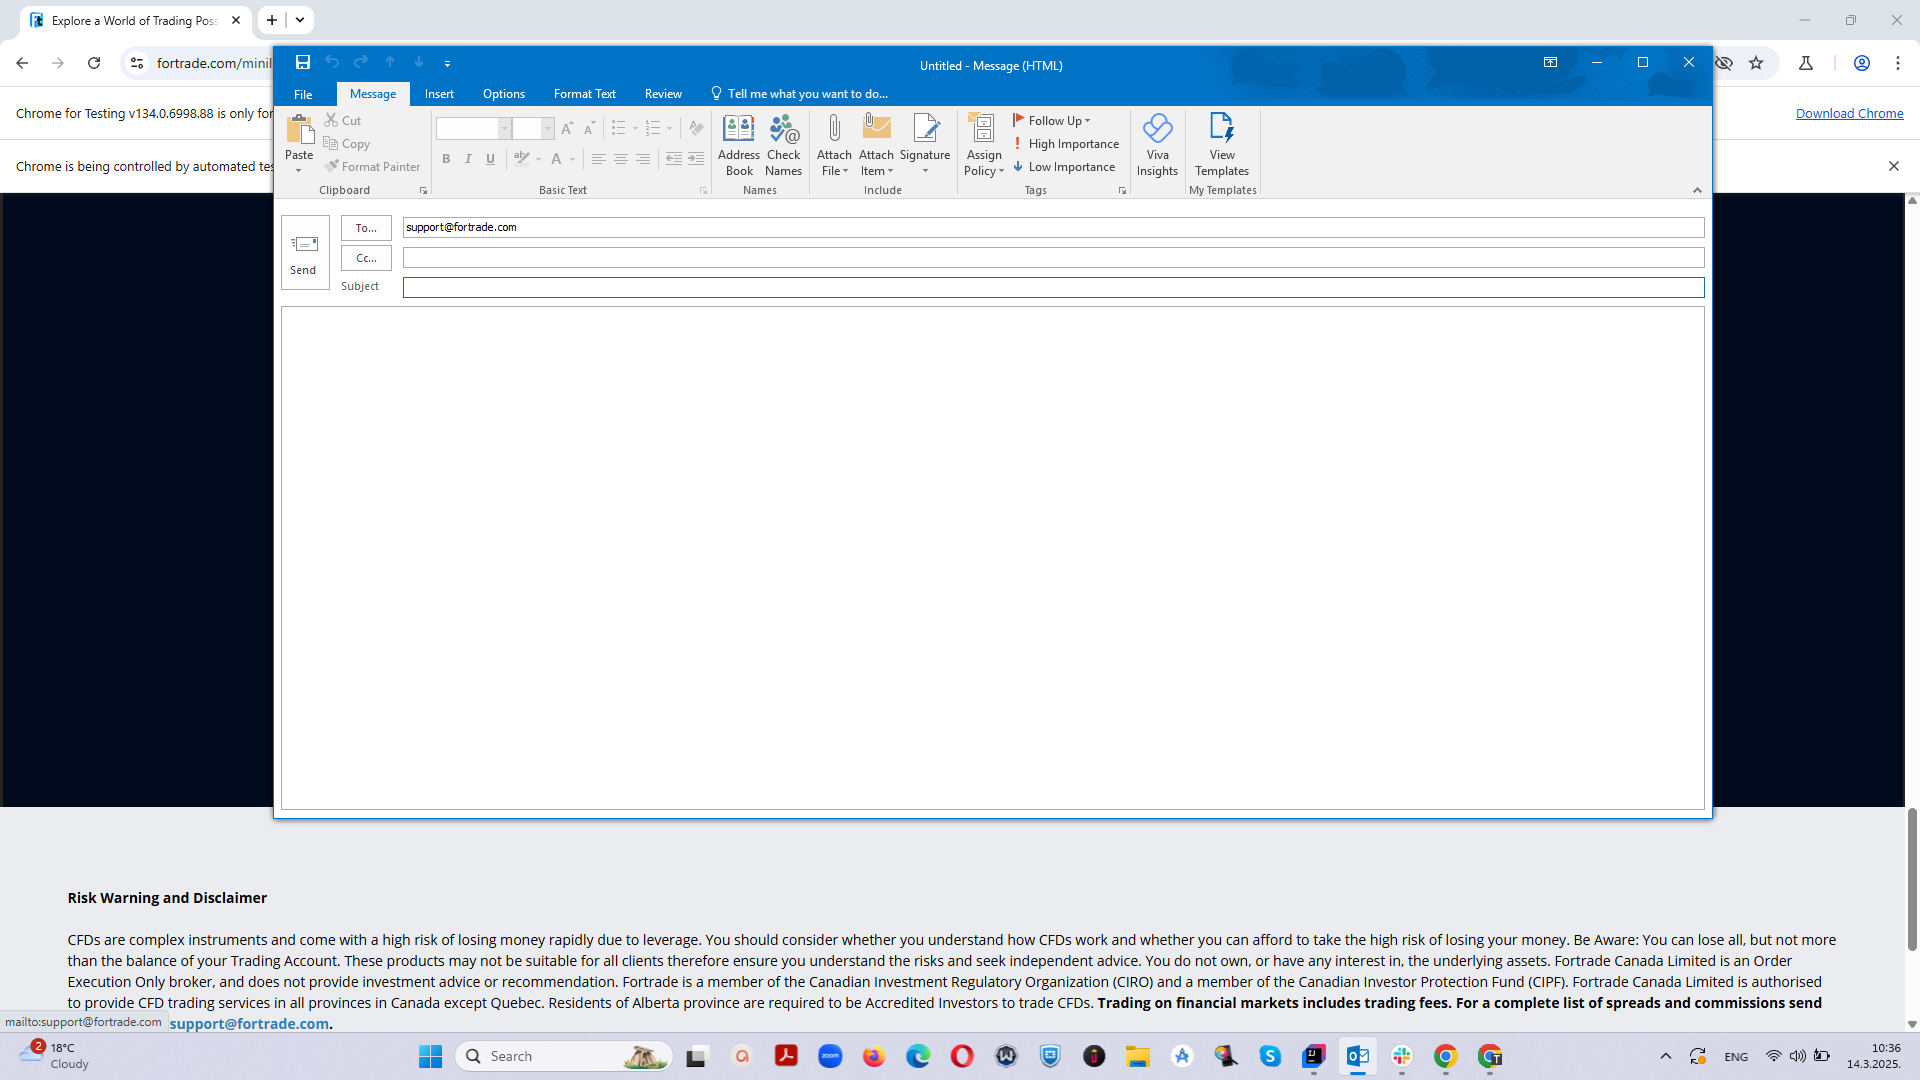 Explore a World of Trading Poss
fortrade.com/minil
Chrome for Testing v134.0.6998.88 is only for
Download Chrome
Chrome is being controlled by automated tes
Untitled - Message (HTML)
File Message Insert Options Format Text Review Tell me what you want to do...
Paste
Cut
Copy
Format Painter
Clipboard
B I U
ab
A
Basic Text
Address Book
Check Names
Names
Attach File
Attach Item
Signature
Include
Assign Policy
Follow Up
High Importance
Low Importance
Tags
Viva Insights
View Templates
My Templates
Send
To...
support@fortrade.com
Cc...
Subject
Risk Warning and Disclaimer
CFDs are complex instruments and come with a high risk of losing money rapidly due to leverage. You should consider whether you understand how CFDs work and whether you can afford to take the high risk of losing your money. Be Aware: You can lose all, but not more
than the balance of your Trading Account. These products may not be suitable for all clients therefore ensure you understand the risks and seek independent advice. You do not own, or have any interest in, the underlying assets. Fortrade Canada Limited is an Order
Execution Only broker, and does not provide investment advice or recommendation. Fortrade is a member of the Canadian Investment Regulatory Organization (CIRO) and a member of the Canadian Investor Protection Fund (CIPF). Fortrade Canada Limited is authorised
to provide CFD trading services in all provinces in Canada except Quebec. Residents of Alberta province are required to be Accredited Investors to trade CFDs. Trading on financial markets includes trading fees. For a complete list of spreads and commissions send
support@fortrade.com.
mailto:support@fortrade.com
2
18°C
Cloudy
Search
zoom
ENG
10:36
14.3.2025.